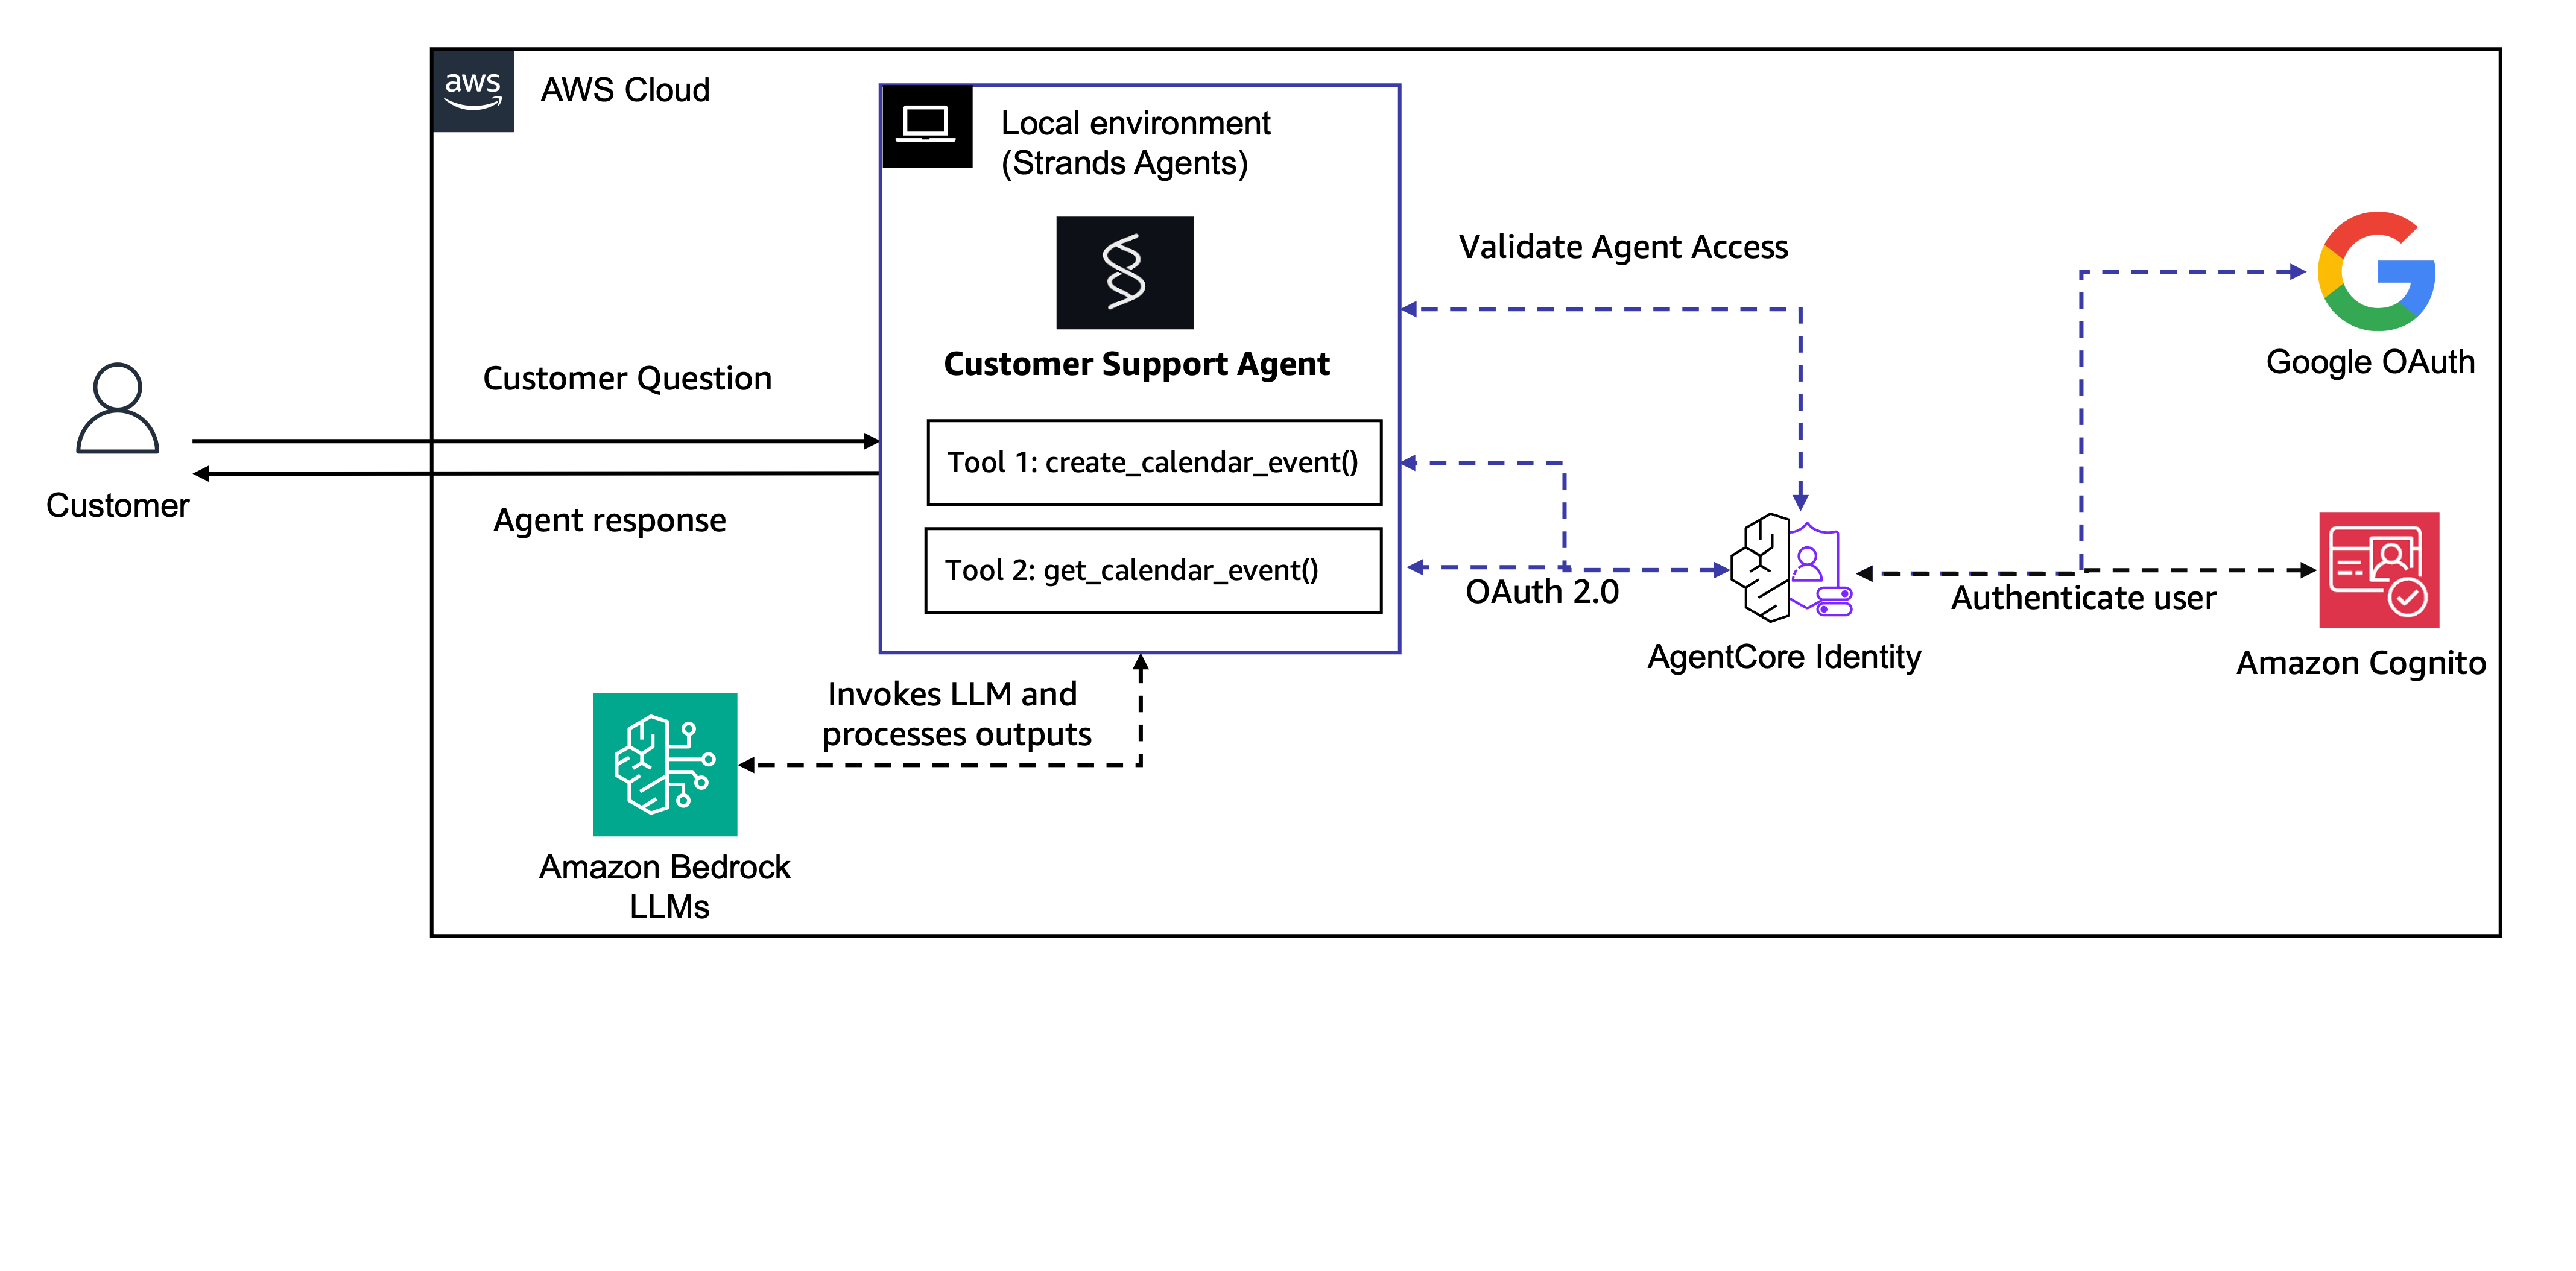 aws
AWS Cloud
Local environment
(Strands Agents)
Customer Support Agent
Tool 1: create_calendar_event()
Tool 2: get_calendar_event()
Customer Question
Agent response
Customer
Invokes LLM and
processes outputs
Amazon Bedrock
LLMs
Validate Agent Access
OAuth 2.0
AgentCore Identity
Authenticate user
Google OAuth
Amazon Cognito